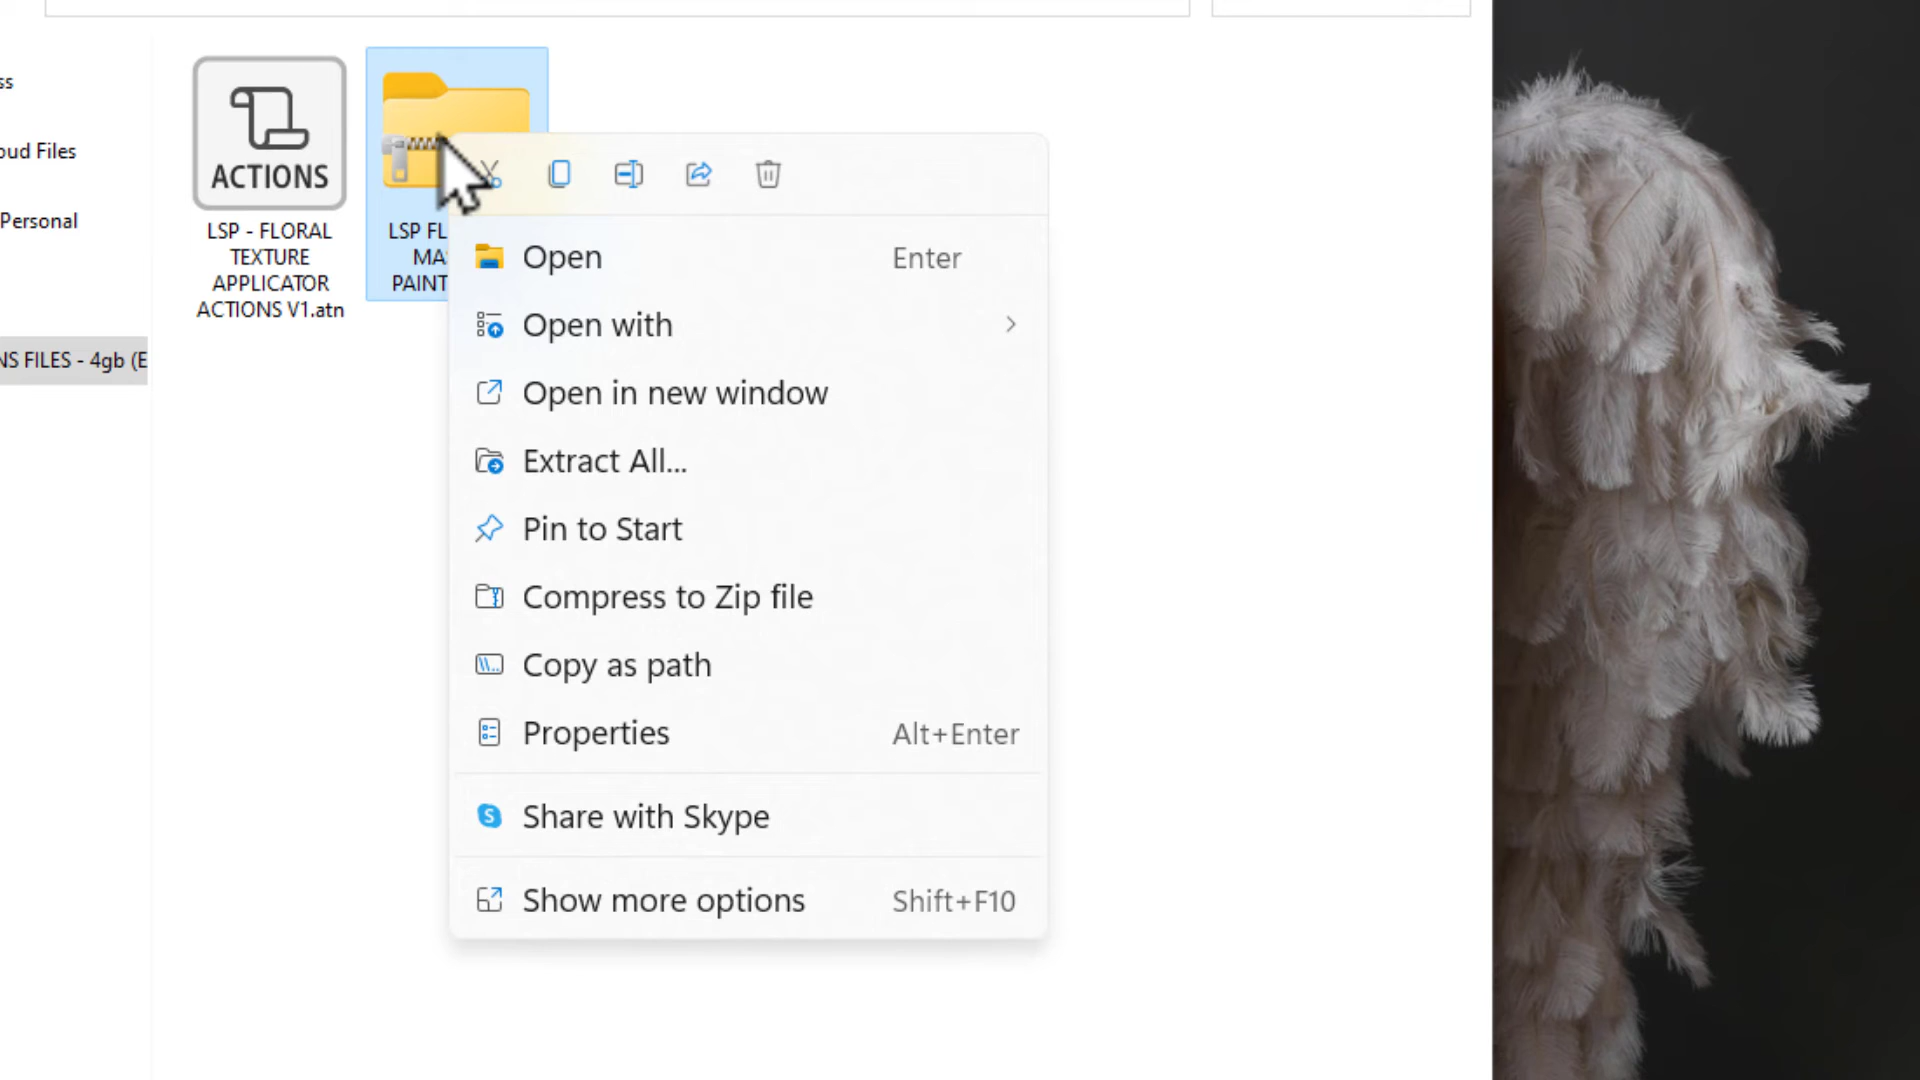 ss
oud Files
Personal
NS FILES - 4gb (E
ACTIONS
LSP - FLORAL
TEXTURE
APPLICATOR
ACTIONS V1.atn
LSP FL
MA
PAINT
Open Enter
Open with
Open in new window
Extract All...
Pin to Start
Compress to Zip file
Copy as path
Properties Alt+Enter
Share with Skype
Show more options Shift+F10